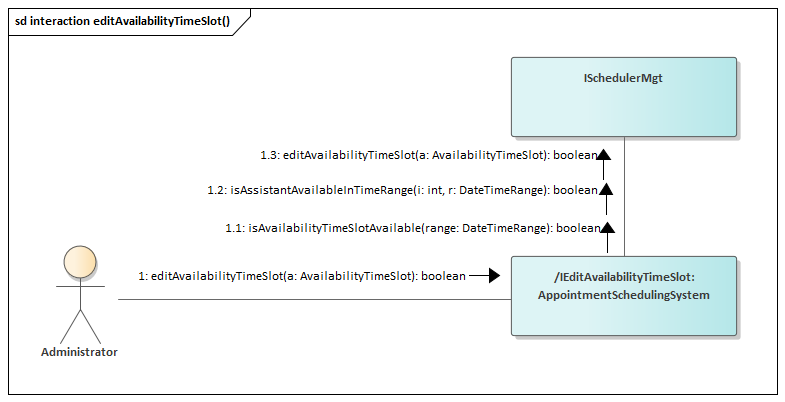 sd interaction editAvailabilityTimeSlot()
ISchedulerMgt
1.3: editAvailabilityTimeSlot(a: AvailabilityTimeSlot): boolean
1.2: isAssistantAvailableInTimeRange(i: int, r: DateTimeRange): boolean
1.1: isAvailabilityTimeSlotAvailable(range: DateTimeRange): boolean
1: editAvailabilityTimeSlot(a: AvailabilityTimeSlot): boolean
/IEditAvailabilityTimeSlot:
AppointmentSchedulingSystem
Administrator